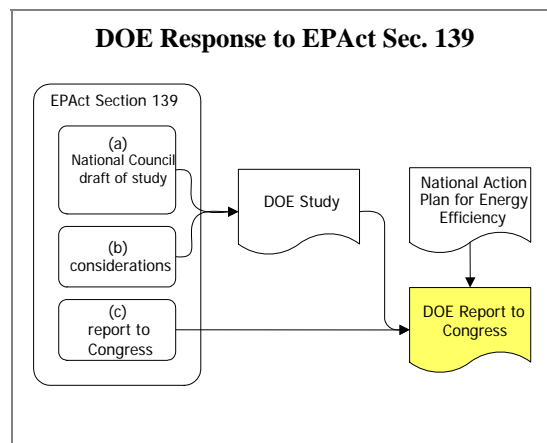 DOE Response to EPAct Sec. 139
EPAct Section 139
(a)
National Council
draft of study
(b)
considerations
(c)
report to
Congress
DOE Study
National Action
Plan for Energy
Efficiency
DOE Report to
Congress